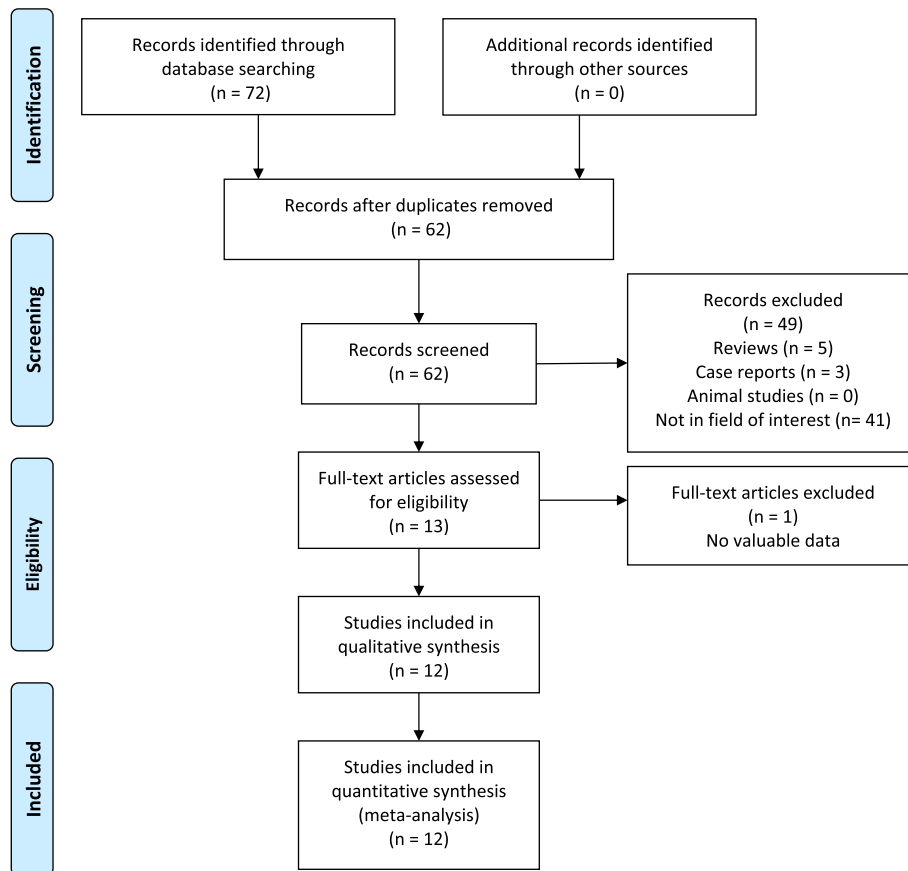 Identification
Records identified through
database searching
(n = 72)
Additional records identified
through other sources
(n = 0)
Records after duplicates removed
(n = 62)
Screening
Records screened
(n = 62)
Records excluded
(n = 49)
Reviews (n = 5)
Case reports (n = 3)
Animal studies (n = 0)
Not in field of interest (n= 41)
Eligibility
Full-text articles assessed
for eligibility
(n = 13)
Full-text articles excluded
(n = 1)
No valuable data
Studies included in
qualitative synthesis
(n = 12)
Included
Studies included in
quantitative synthesis
(meta-analysis)
(n = 12)